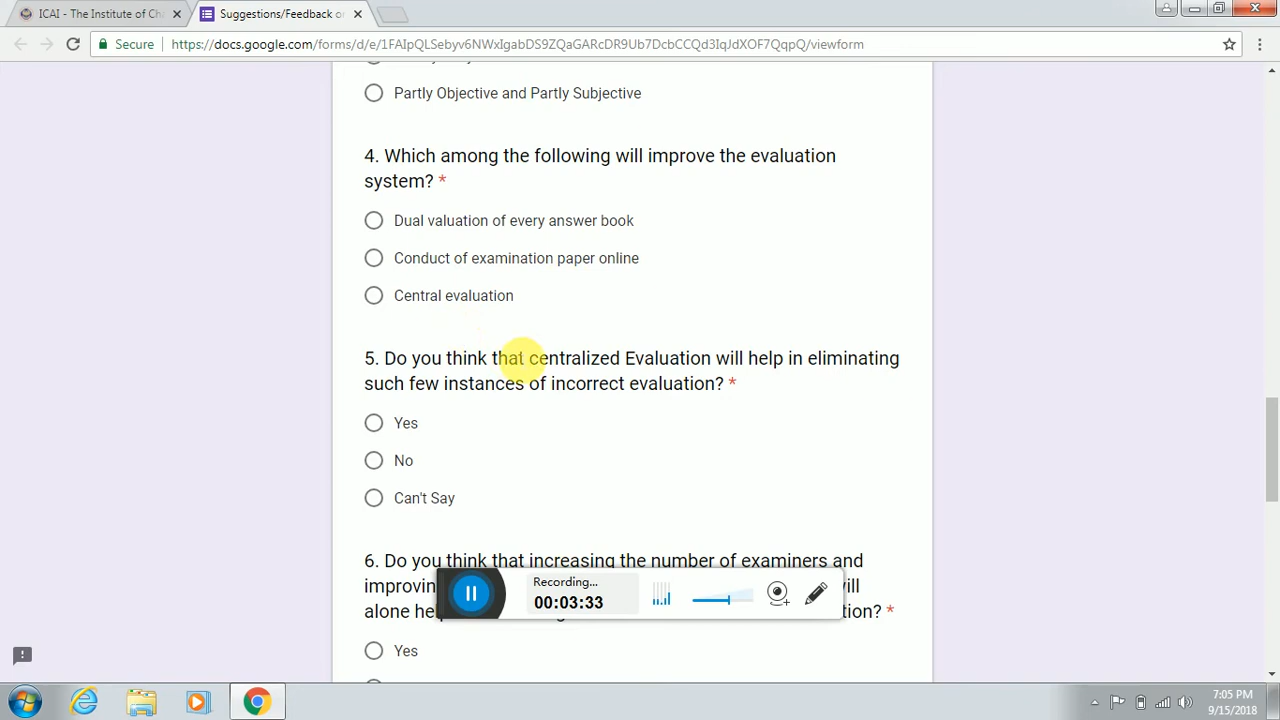 ICAI - The Institute of Ch
Suggestions/Feedback or
Secure
https://docs.google.com/forms/d/e/1FAIpQLSebyv6NWxIgabDS9ZQaGARcDR9Ub7DcbCCQd3IqJdXOF7QqpQ/viewform
Partly Objective and Partly Subjective
4. Which among the following will improve the evaluation
system? *
Dual valuation of every answer book
Conduct of examination paper online
Central evaluation
5. Do you think that centralized Evaluation will help in eliminating
such few instances of incorrect evaluation? *
Yes
No
Can't Say
6. Do you think that increasing the number of examiners and
improvin
will
alone hel
tion? *
Recording...
00:03:33
Yes
7:05 PM
9/15/2018